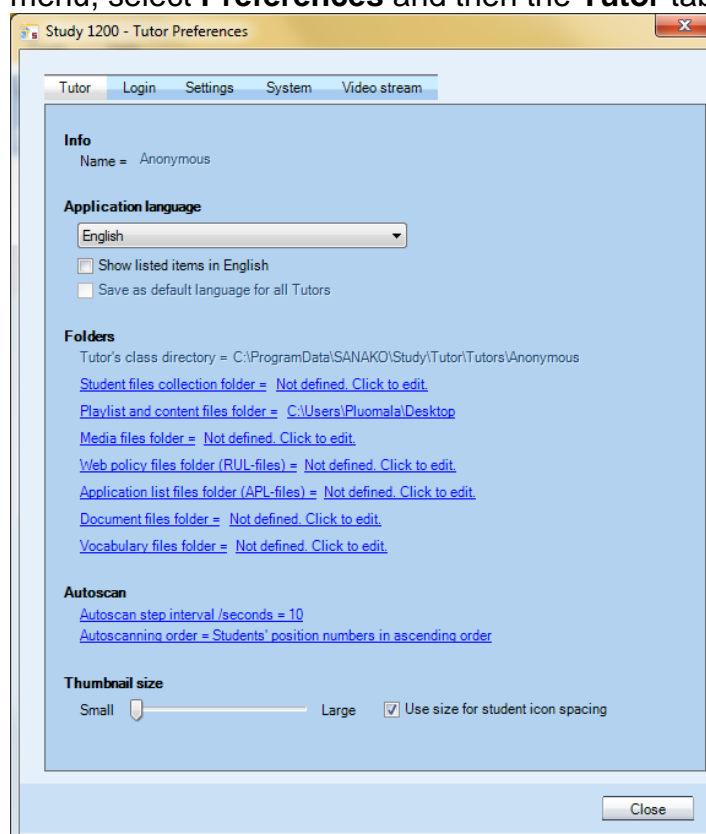 menu, select Preferences and then the Tutor tab
Study 1200 - Tutor Preferences
Tutor Login Settings System Video stream
Info
Name = Anonymous
Application language
English
Show listed items in English
Save as default language for all Tutors
Folders
Tutor's class directory = C:\ProgramData\SANAKO\Study\Tutor\Tutors\Anonymous
Student files collection folder = Not defined. Click to edit.
Playlist and content files folder = C:\Users\Pluomala\Desktop
Media files folder = Not defined. Click to edit.
Web policy files folder (RUL-files) = Not defined. Click to edit.
Application list files folder (APL-files) = Not defined. Click to edit.
Document files folder = Not defined. Click to edit.
Vocabulary files folder = Not defined. Click to edit.
Autoscan
Autoscan step interval /seconds = 10
Autoscanning order = Students' position numbers in ascending order
Thumbnail size
Small Large Use size for student icon spacing
Close